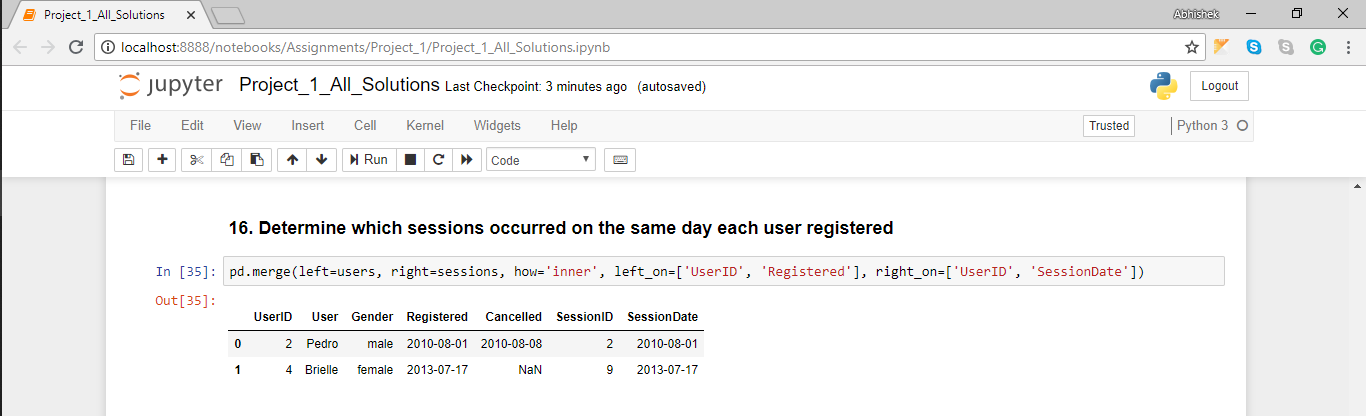 Project_1_All_Solutions
Abhishek
localhost:8888/notebooks/Assignments/Project_1/Project_1_All_Solutions.ipynb
jupyter Project_1_All_Solutions Last Checkpoint: 3 minutes ago (autosaved)
Logout
File Edit View Insert Cell Kernel Widgets Help
Trusted
Python 3
Run
Code
16. Determine which sessions occurred on the same day each user registered
In [35]: pd.merge(left=users, right=sessions, how='inner', left_on=['UserID', 'Registered'], right_on=['UserID', 'SessionDate'])
Out[35]:
UserID User Gender Registered Cancelled SessionID SessionDate
0 2 Pedro male 2010-08-01 2010-08-08 2 2010-08-01
1 4 Brielle female 2013-07-17 NaN 9 2013-07-17